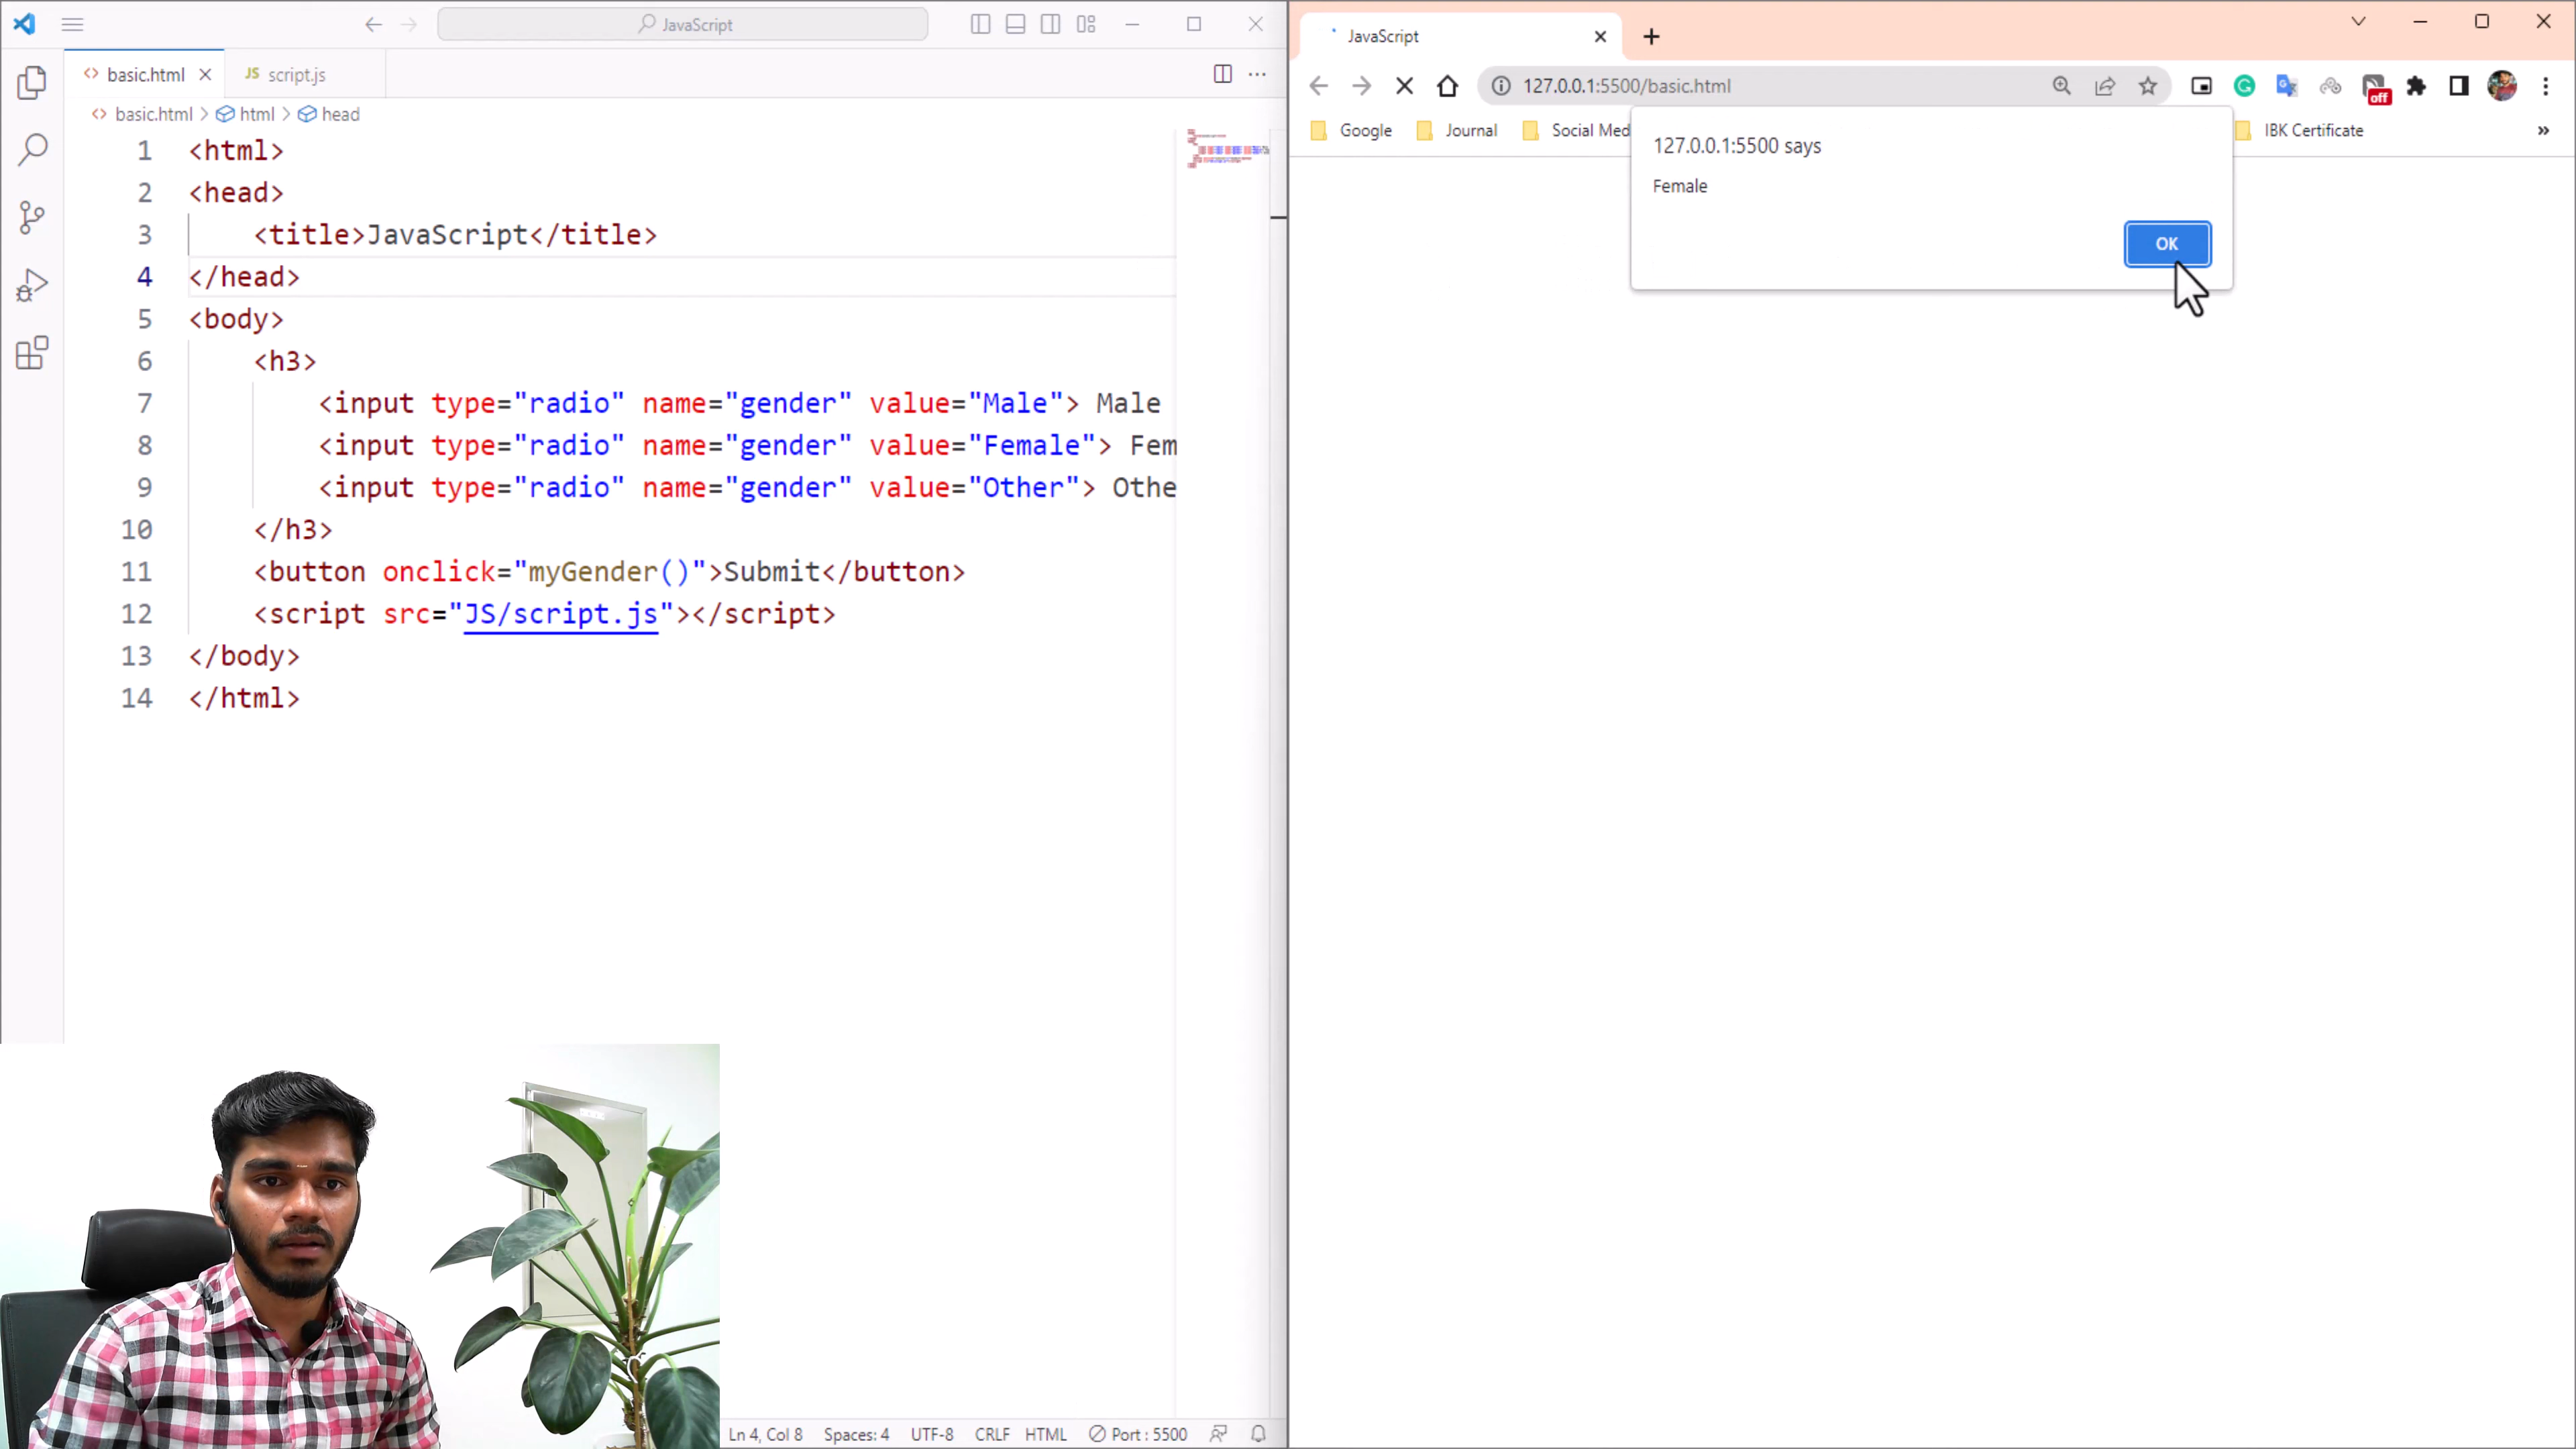 JavaScript
basic.html
JS script.js
basic.html > html > head
1 <html>
2 <head>
3 <title>JavaScript</title>
4 </head>
5 <body>
6 <h3>
7 <input type="radio" name="gender" value="Male"> Male
8 <input type="radio" name="gender" value="Female"> Fem
9 <input type="radio" name="gender" value="Other"> Othe
10 </h3>
11 <button onclick="myGender()">Submit</button>
12 <script src="JS/script.js"></script>
13 </body>
14 </html>
Ln 4, Col 8 Spaces: 4 UTF-8 CRLF HTML Port : 5500
JavaScript
127.0.0.1:5500/basic.html
off
Google Journal Social Med IBK Certificate
127.0.0.1:5500 says
Female
OK